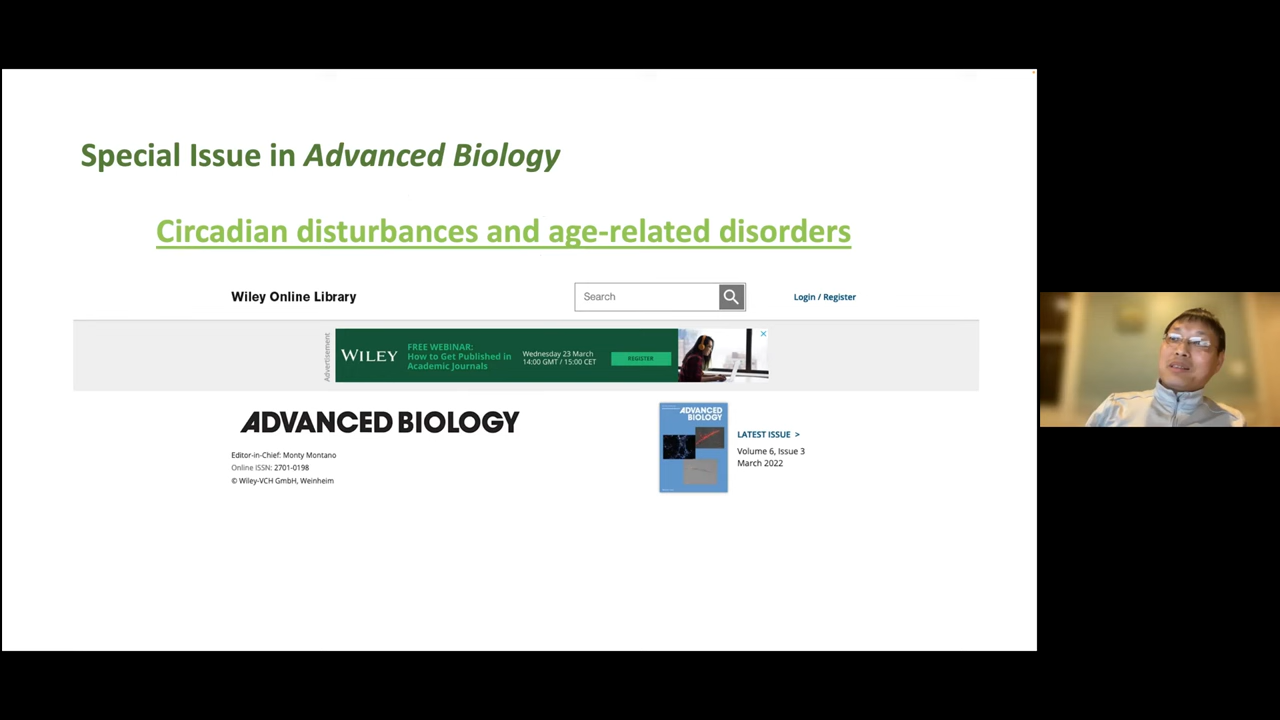 Special Issue in Advanced Biology
Circadian disturbances and age-related disorders
Wiley Online Library
Search
Login / Register
Advertisement
WILEY
FREE WEBINAR:
How to Get Published in
Academic Journals
Wednesday 23 March
14:00 GMT / 15:00 CET
REGISTER
ADVANCED BIOLOGY
Editor-in-Chief: Monty Montano
Online ISSN: 2701-0198
© Wiley-VCH GmbH, Weinheim
ADVANCED
BIOLOGY
LATEST ISSUE >
Volume 6, Issue 3
March 2022